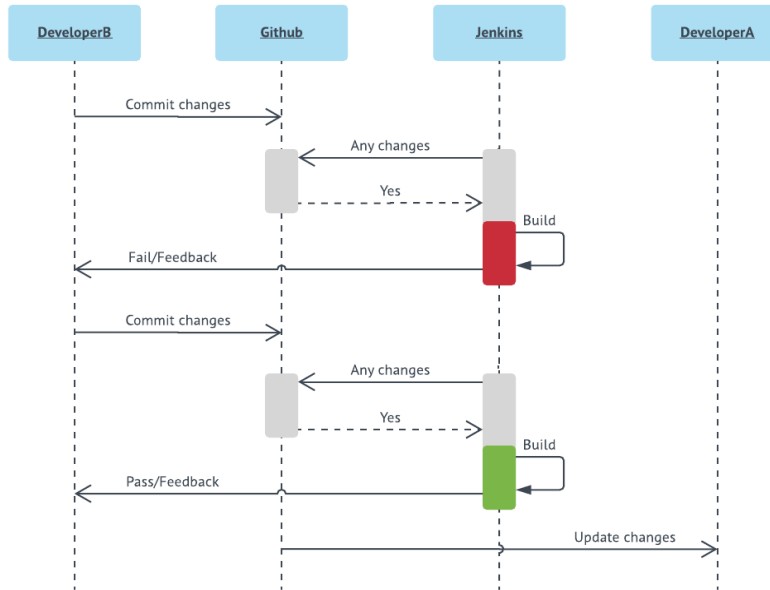 DeveloperB
Github
Jenkins
DeveloperA
Commit changes
Any changes
Yes
Build
Fail/Feedback
Commit changes
Any changes
Yes
Build
Pass/Feedback
Update changes